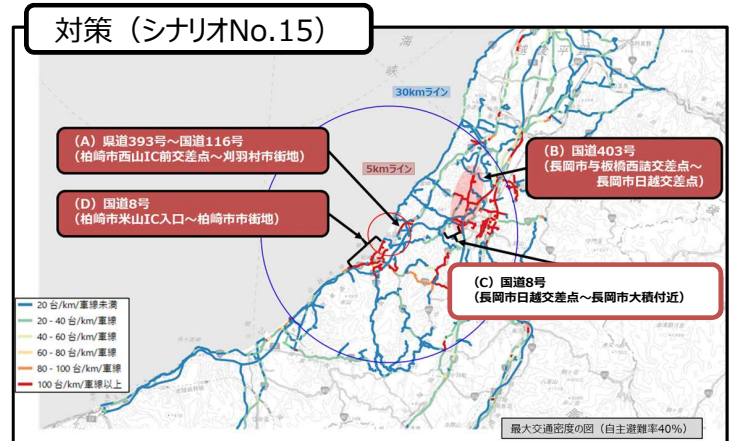 対策（シナリオNo.15）
海
峡
越後平野
30kmライン
（A）県道393号～国道116号
（柏崎市西山IC前交差点～刈羽村市街地）
5kmライン
（B）国道403号
（長岡市与板橋西詰交差点～
長岡市日越交差点）
（D）国道8号
（柏崎市米山IC入口～柏崎市市街地）
（C）国道8号
（長岡市日越交差点～長岡市大積付近）
20 台/km/車線未満
20 - 40 台/km/車線
40 - 60 台/km/車線
60 - 80 台/km/車線
80 - 100 台/km/車線
100 台/km/車線以上
最大交通密度の図（自主避難率40%）